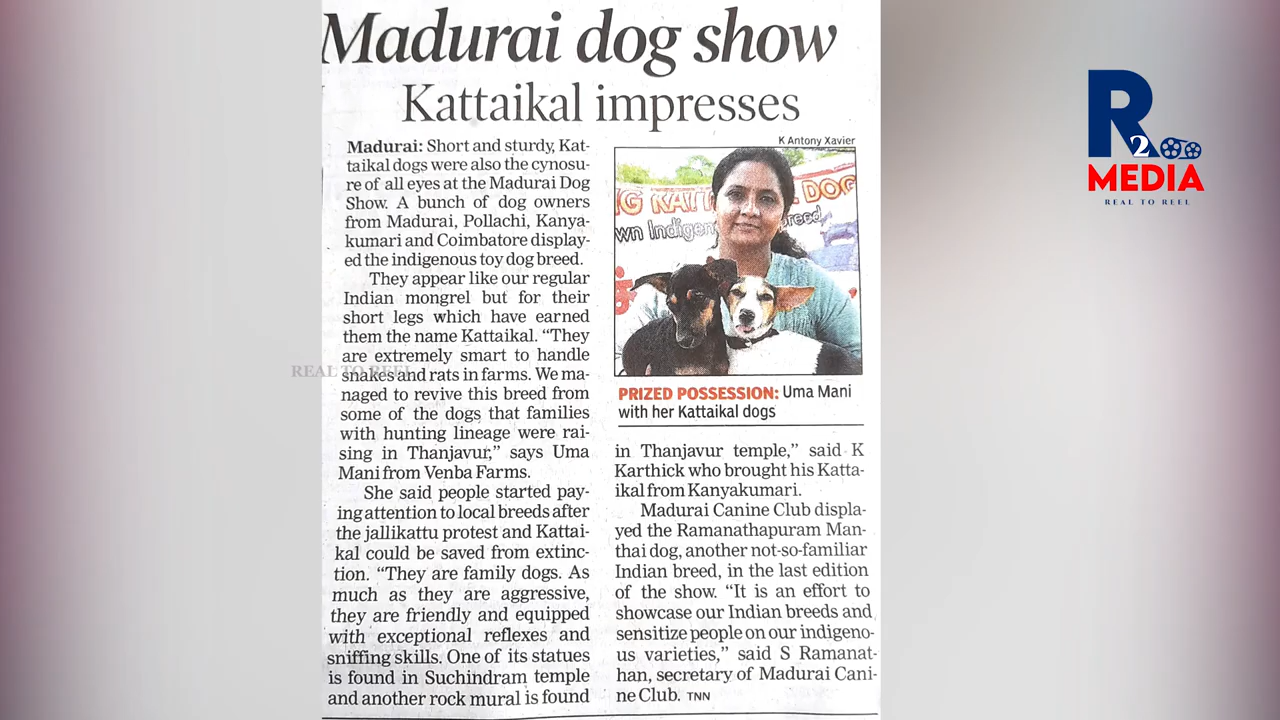 Madurai dog show
Kattaikal impresses
Madurai: Short and sturdy, Kat-
taikal dogs were also the cynosu-
re of all eyes at the Madurai Dog
Show. A bunch of dog owners
from Madurai, Pollachi, Kanya-
kumari and Coimbatore display-
ed the indigenous toy dog breed.
They appear like our regular
Indian mongrel but for their
short legs which have earned
them the name Kattaikal. “They
are extremely smart to handle
snakes and rats in farms. We ma-
naged to revive this breed from
some of the dogs that families
with hunting lineage were rai-
sing in Thanjavur,” says Uma
Mani from Venba Farms.
She said people started pay-
ing attention to local breeds after
the jallikattu protest and Kattai-
kal could be saved from extinc-
tion. “They are family dogs. As
much as they are aggressive,
they are friendly and equipped
with exceptional reflexes and
sniffing skills. One of its statues
is found in Suchindram temple
and another rock mural is found
K Antony Xavier
DOG
wn Indigen
breed
PRIZED POSSESSION: Uma Mani
with her Kattaikal dogs
in Thanjavur temple,” said K
Karthick who brought his Katta-
ikal from Kanyakumari.
Madurai Canine Club displa-
yed the Ramanathapuram Man-
thai dog, another not-so-familiar
Indian breed, in the last edition
of the show. “It is an effort to
showcase our Indian breeds and
sensitize people on our indigeno-
us varieties,” said S Ramanat-
han, secretary of Madurai Cani-
ne Club. TNN
REAL TO REEL
R2
MEDIA
REAL TO REEL